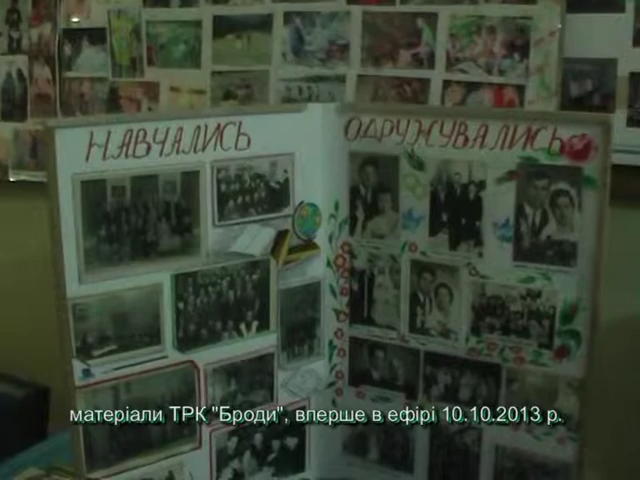 НАВЧАЛИСЬ
ОДРУЖУВАЛИСЬ
матеріали ТРК "Броди", вперше в ефірі 10.10.2013 р.